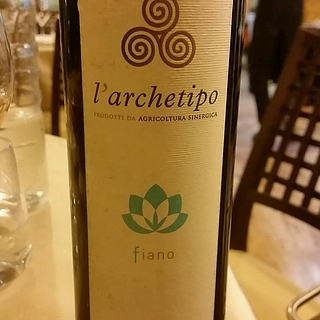 l'archetipo
PRODOTTI DA AGRICOLTURA SINERGICA
fiano